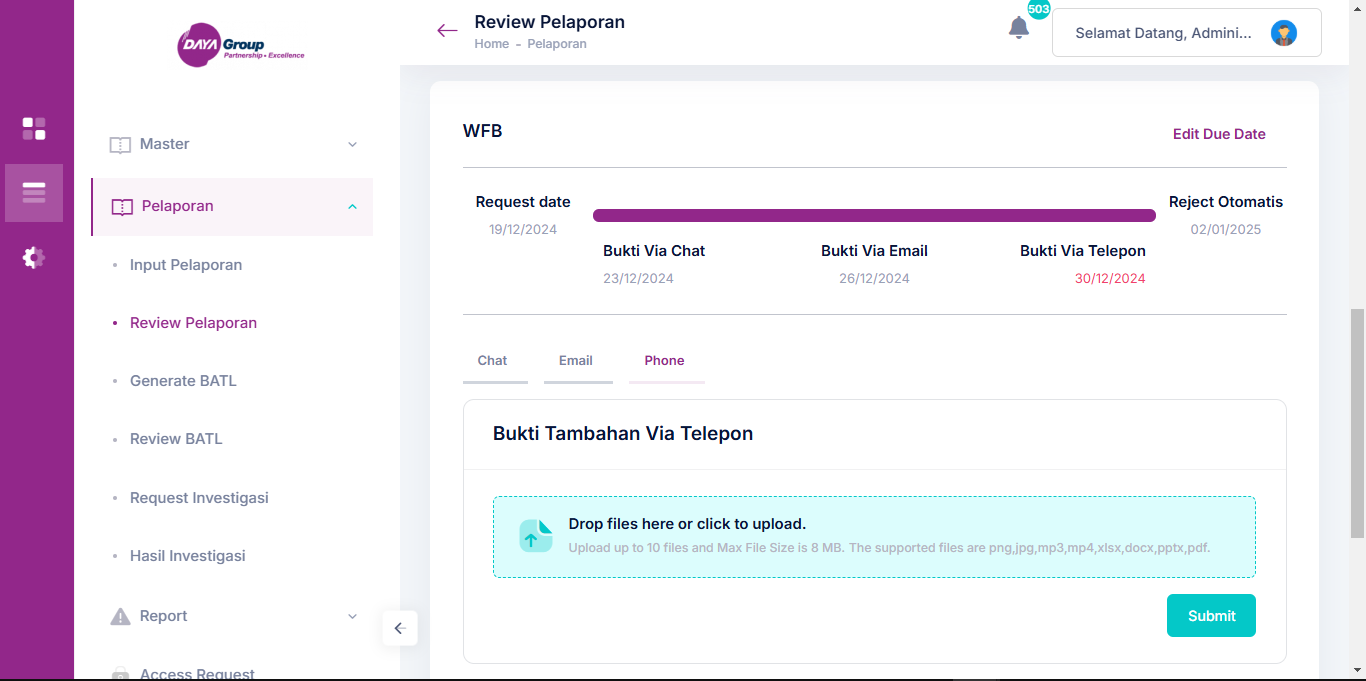 DAYA Group
Partnership • Excellence
Master
Pelaporan
Input Pelaporan
Review Pelaporan
Generate BATL
Review BATL
Request Investigasi
Hasil Investigasi
Report
Access Request
Review Pelaporan
Home - Pelaporan
503
Selamat Datang, Admini...
WFB
Edit Due Date
Request date
19/12/2024
Reject Otomatis
02/01/2025
Bukti Via Chat
23/12/2024
Bukti Via Email
26/12/2024
Bukti Via Telepon
30/12/2024
Chat
Email
Phone
Bukti Tambahan Via Telepon
Drop files here or click to upload.
Upload up to 10 files and Max File Size is 8 MB. The supported files are png,jpg,mp3,mp4,xlsx,docx,pptx,pdf.
Submit